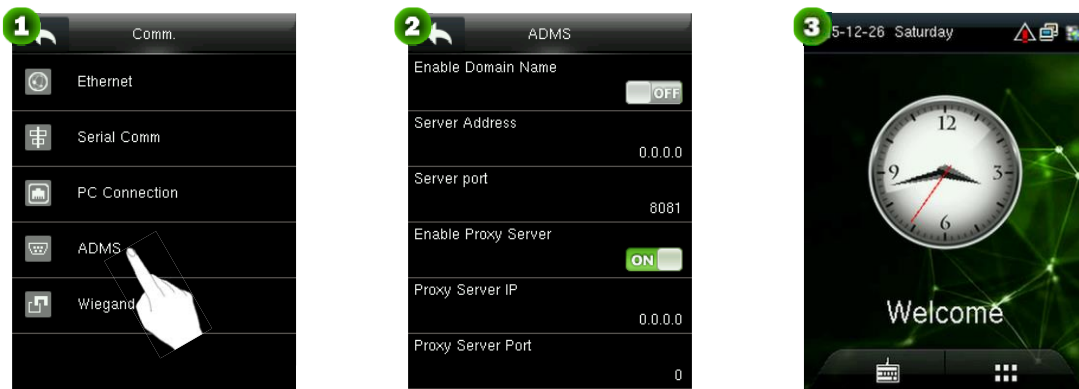 1
Comm.
Ethernet
Serial Comm
PC Connection
ADMS
Wiegand
2
ADMS
Enable Domain Name
OFF
Server Address
0.0.0.0
Server port
8081
Enable Proxy Server
ON
Proxy Server IP
0.0.0.0
Proxy Server Port
0
3
5-12-26 Saturday
12
9
3
6
Welcome